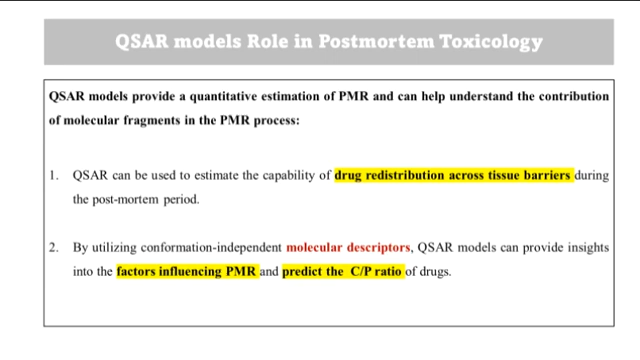 QSAR models Role in Postmortem Toxicology
QSAR models provide a quantitative estimation of PMR and can help understand the contribution
of molecular fragments in the PMR process:
1. QSAR can be used to estimate the capability of drug redistribution across tissue barriers during
the post-mortem period.
2. By utilizing conformation-independent molecular descriptors, QSAR models can provide insights
into the factors influencing PMR and predict the C/P ratio of drugs.